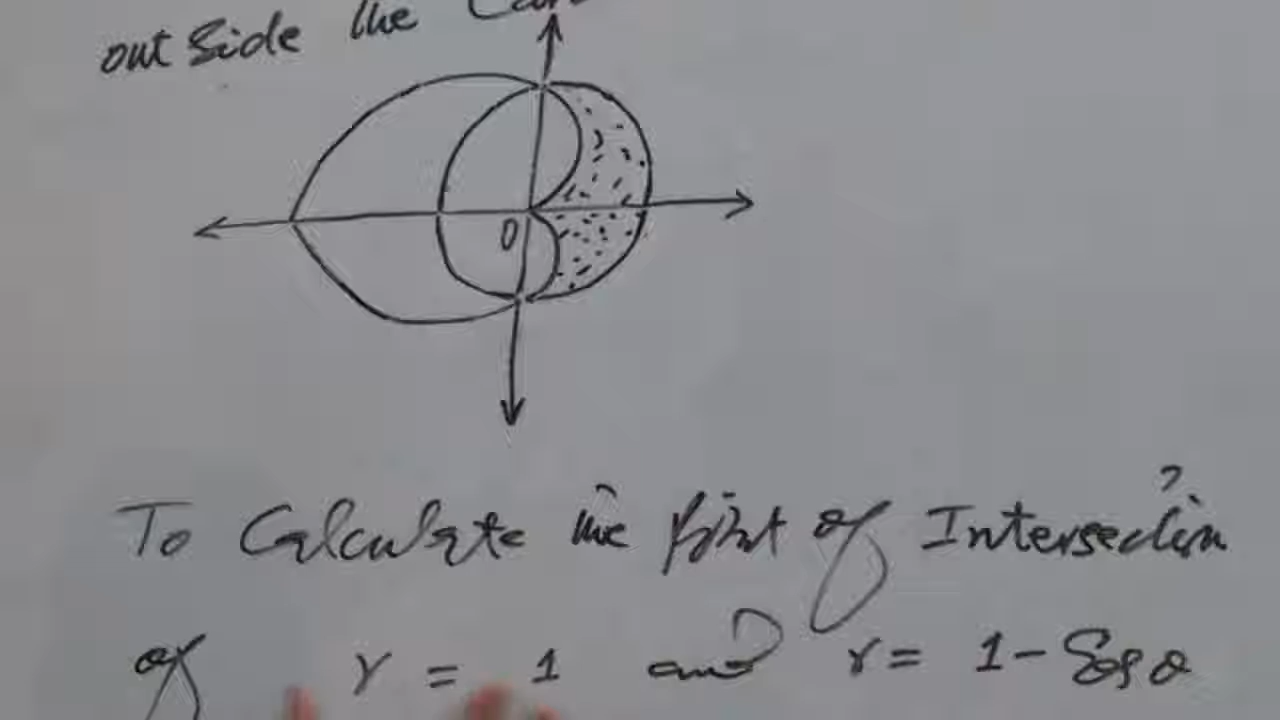 out side the
0
To Calculate the point of Intersection
of r = 1 and r = 1 - Cos θ